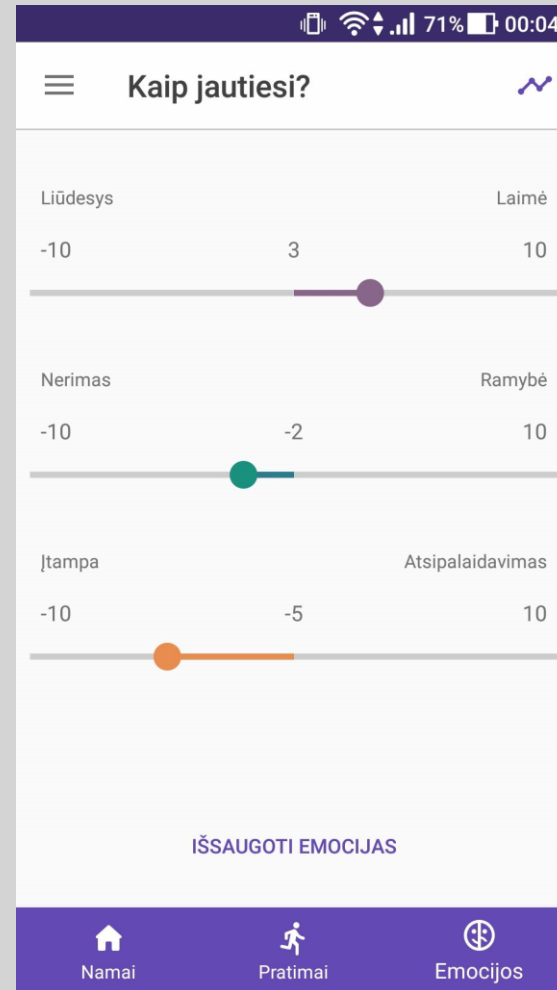 71% 00:04
Kaip jautiesi?
Liūdesys Laimė
-10 3 10
Nerimas Ramybė
-10 -2 10
Įtampa Atsipalaidavimas
-10 -5 10
IŠSAUGOTI EMOCIJAS
Namai Pratimai Emocijos